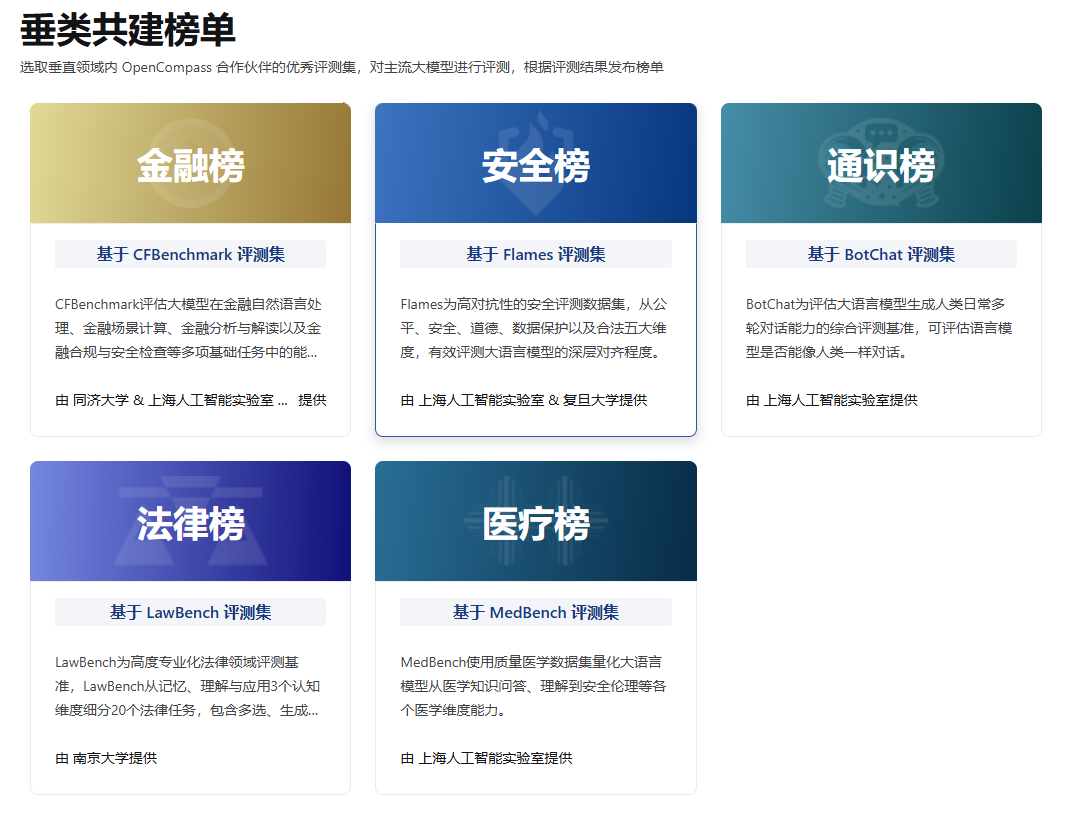 垂类共建榜单
选取垂直领域内 OpenCompass 合作伙伴的优秀评测集，对主流大模型进行评测，根据评测结果发布榜单
金融榜
基于 CFBenchmark 评测集
CFBenchmark评估大模型在金融自然语言处
理、金融场景计算、金融分析与解读以及金
融合规与安全检查等多项基础任务中的能...
由 同济大学 & 上海人工智能实验室 ... 提供
安全榜
基于 Flames 评测集
Flames为高对抗性的安全评测数据集，从公
平、安全、道德、数据保护以及合法五大维
度，有效评测大语言模型的深层对齐程度。
由 上海人工智能实验室 & 复旦大学提供
通识榜
基于 BotChat 评测集
BotChat为评估大语言模型生成人类日常多
轮对话能力的综合评测基准，可评估语言模
型是否能像人类一样对话。
由 上海人工智能实验室提供
法律榜
基于 LawBench 评测集
LawBench为高度专业化法律领域评测基
准，LawBench从记忆、理解与应用3个认知
维度细分20个法律任务，包含多选、生成...
由 南京大学提供
医疗榜
基于 MedBench 评测集
MedBench使用质量医学数据集量化大语言
模型从医学知识问答、理解到安全伦理等各
个医学维度能力。
由 上海人工智能实验室提供